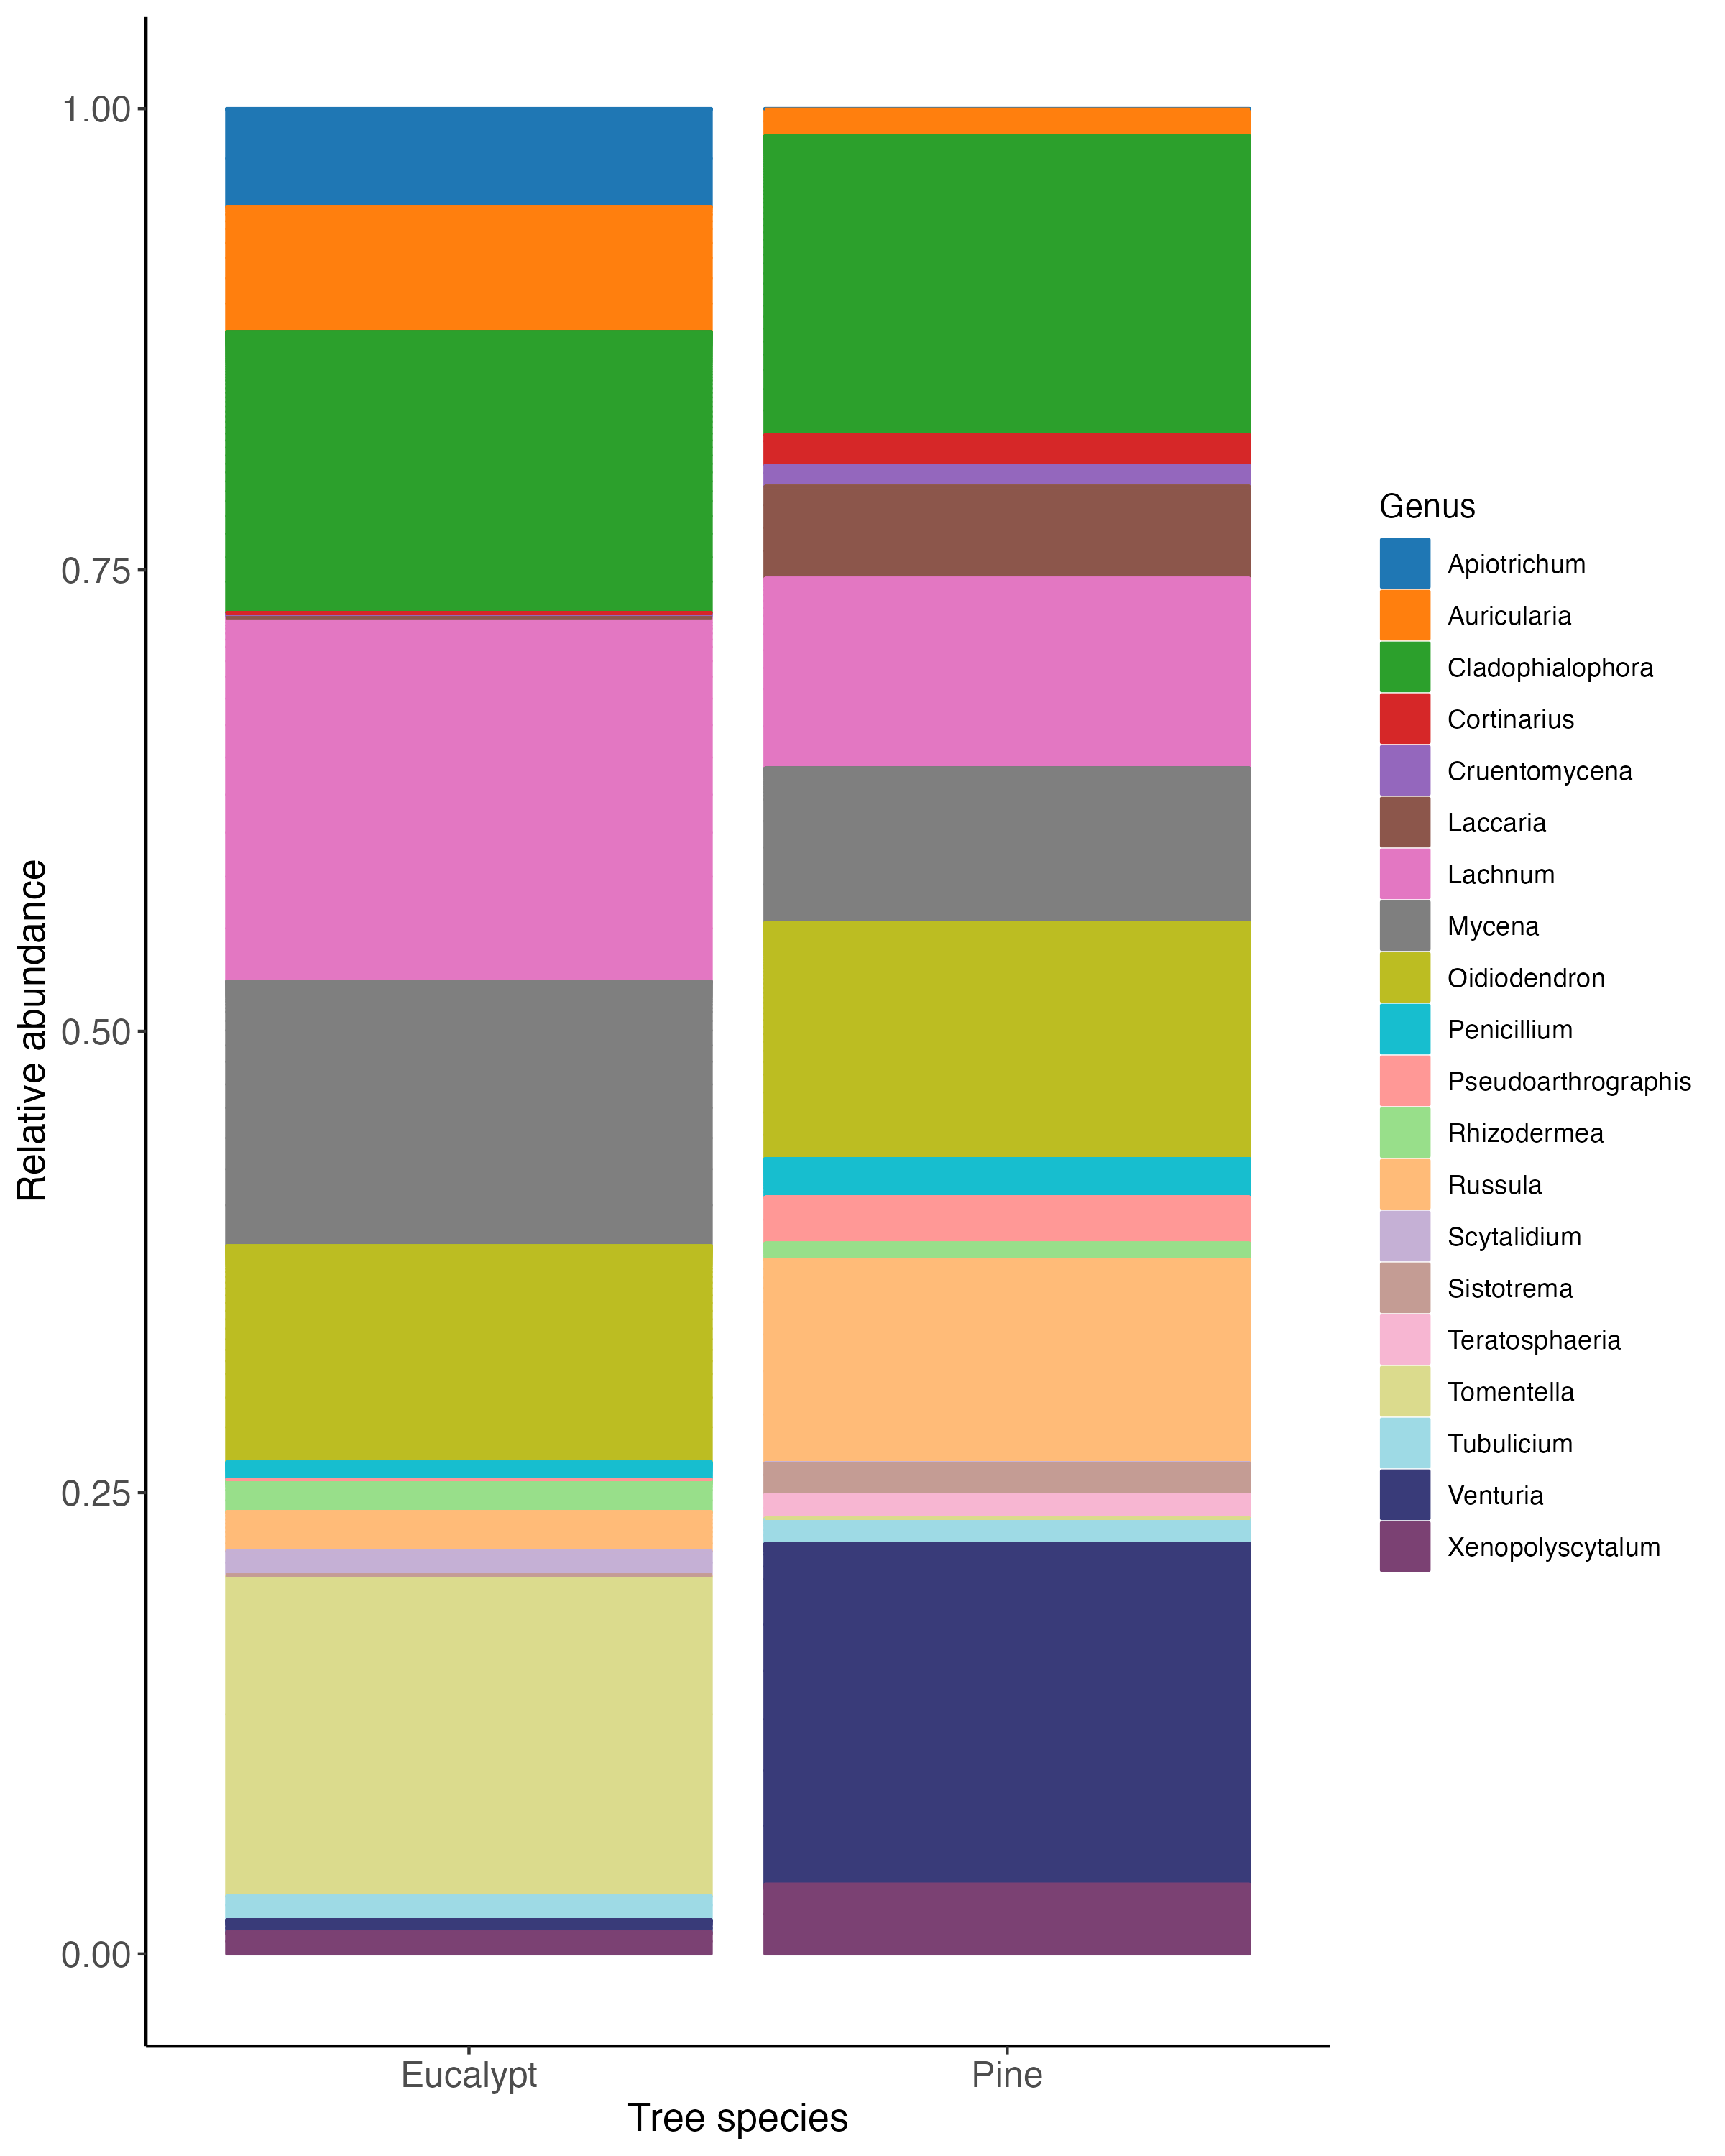 Relative abundance
1.00
0.75
0.50
0.25
0.00
Eucalypt
Pine
Tree species
Genus
Apiotrichum
Auricularia
Cladophialophora
Cortinarius
Cruentomycena
Laccaria
Lachnum
Mycena
Oidiodendron
Penicillium
Pseudoarthrographis
Rhizodermea
Russula
Scytalidium
Sistotrema
Teratosphaeria
Tomentella
Tubulicium
Venturia
Xenopolyscytalum